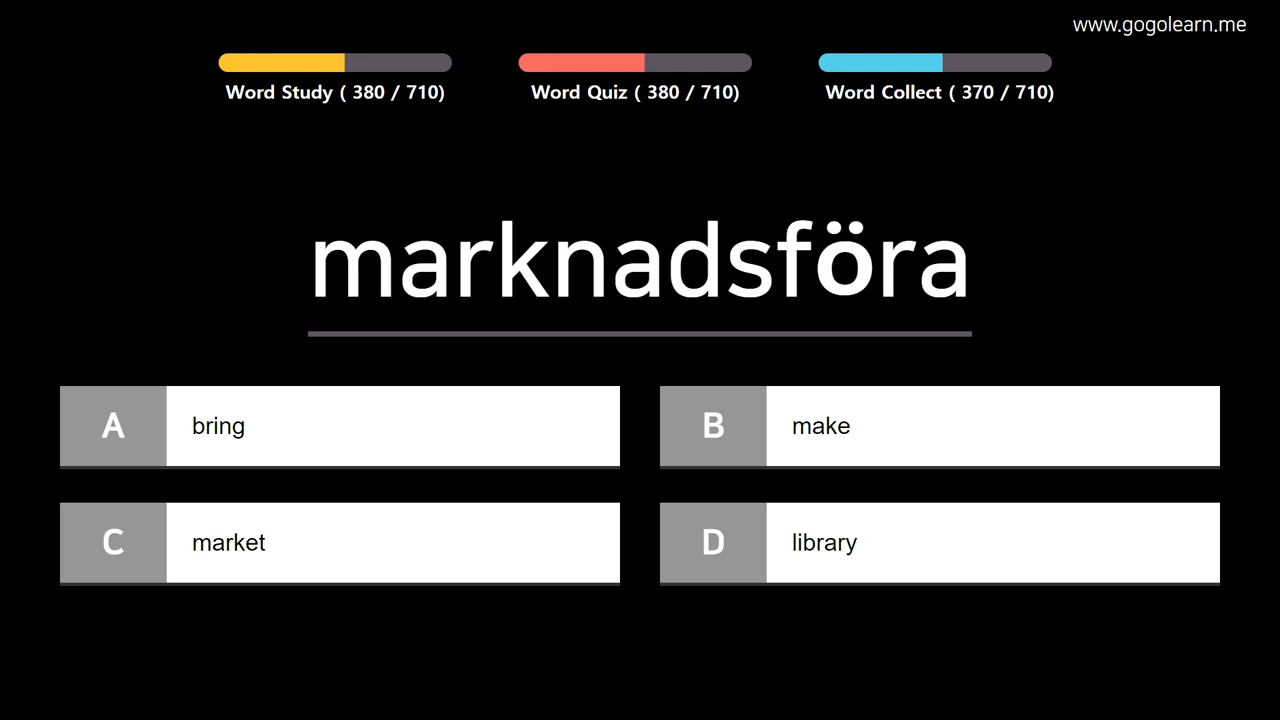 www.gogolearn.me
Word Study ( 380 / 710)
Word Quiz ( 380 / 710)
Word Collect ( 370 / 710)
marknadsföra
A bring
B make
C market
D library